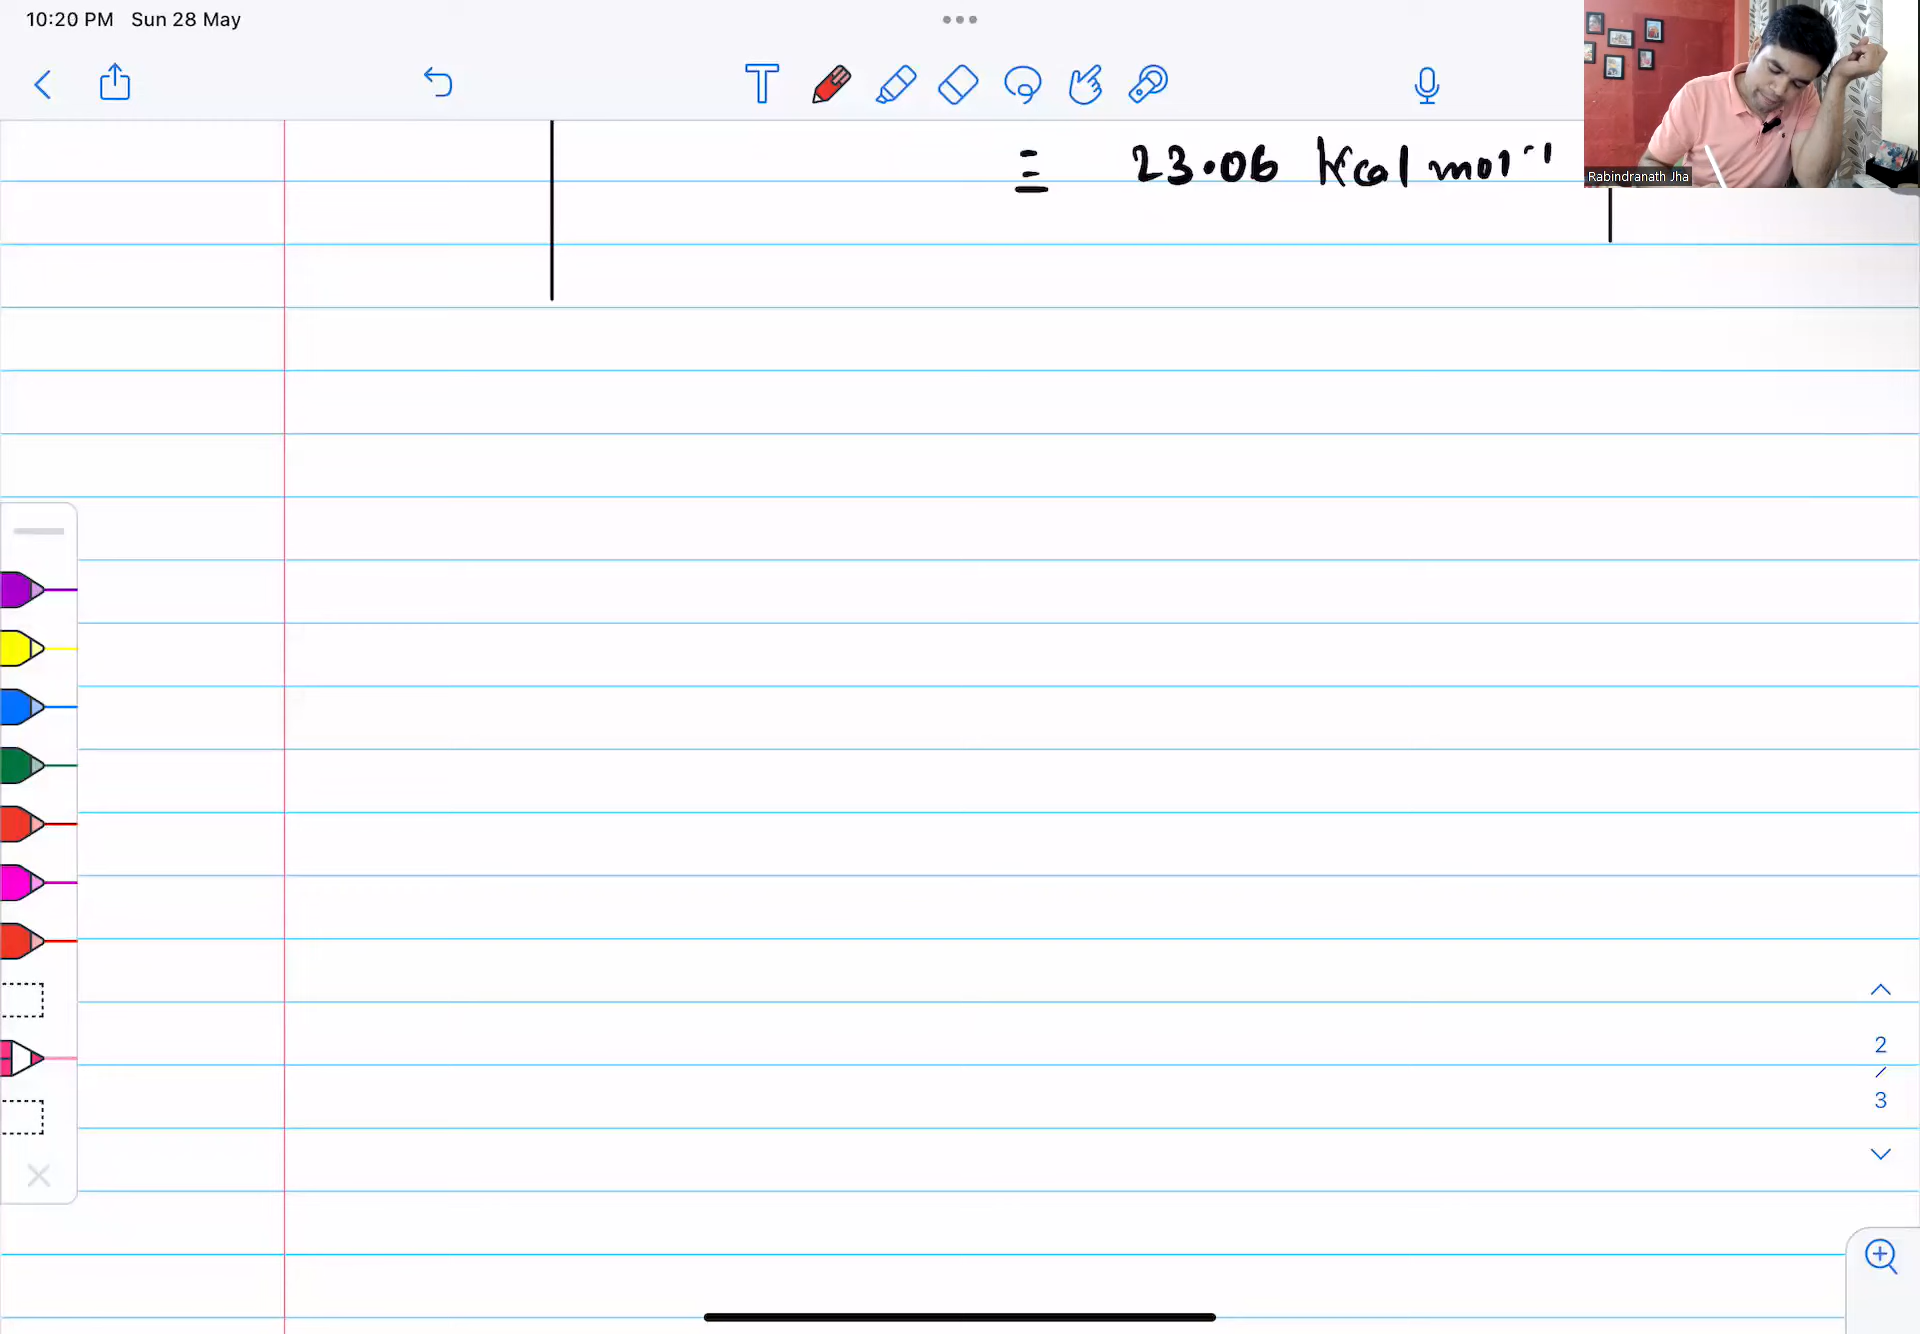 10:20 PM Sun 28 May
T
≡ 23.06 Kcal mol⁻¹
Rabindranath Jha
2
/
3